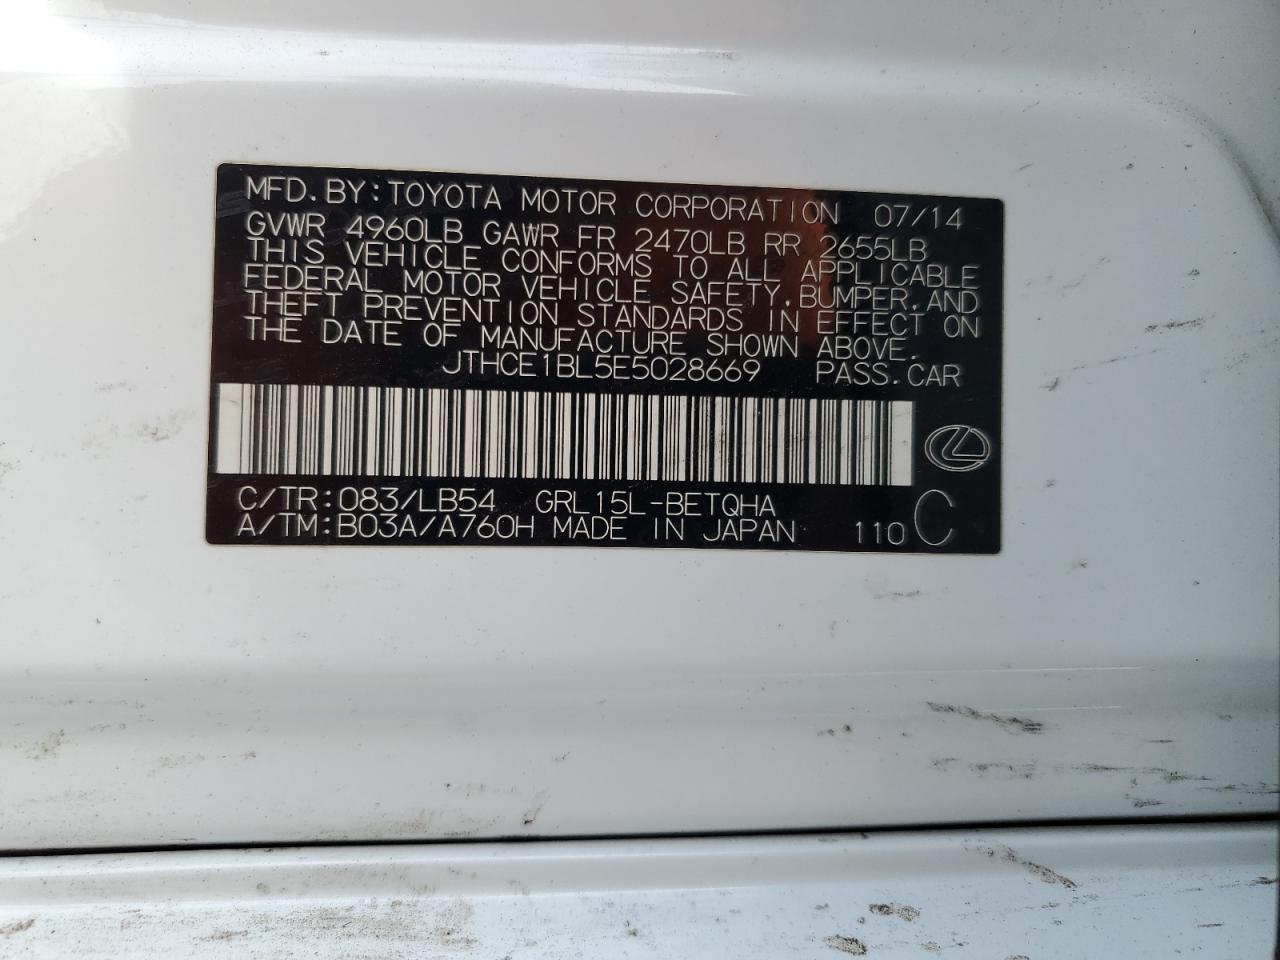 MFD.BY:TOYOTA MOTOR CORPORATION 07/14
GVWR 4960LB GAWR FR 2470LB RR 2655LB
THIS VEHICLE CONFORMS TO ALL APPLICABLE
FEDERAL MOTOR VEHICLE SAFETY,BUMPER,AND
THEFT PREVENTION STANDARDS IN EFFECT ON
THE DATE OF MANUFACTURE SHOWN ABOVE.
JTHCE1BL5E5028669 PASS.CAR
C/TR:083/LB54 GRL15L-BETQHA
A/TM:B03A/A760H MADE IN JAPAN 110 C